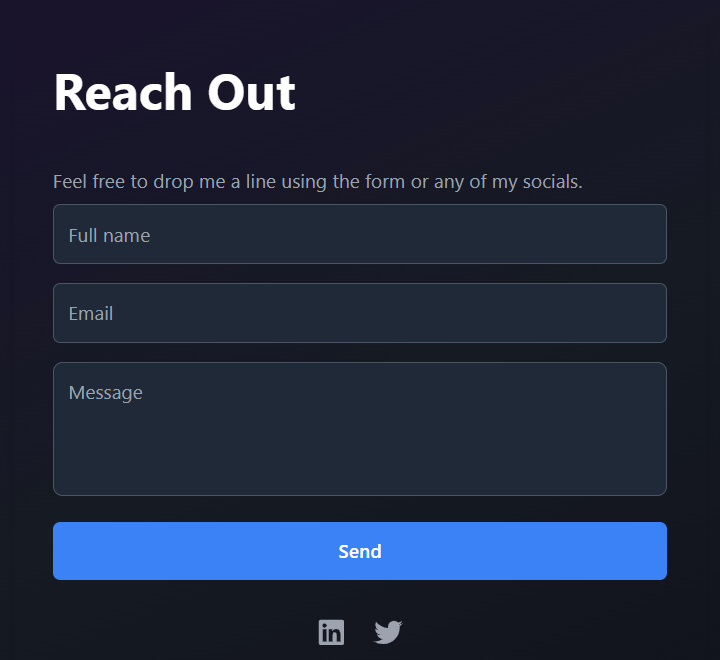 Reach Out
Feel free to drop me a line using the form or any of my socials.
Full name
Email
Message
Send
in